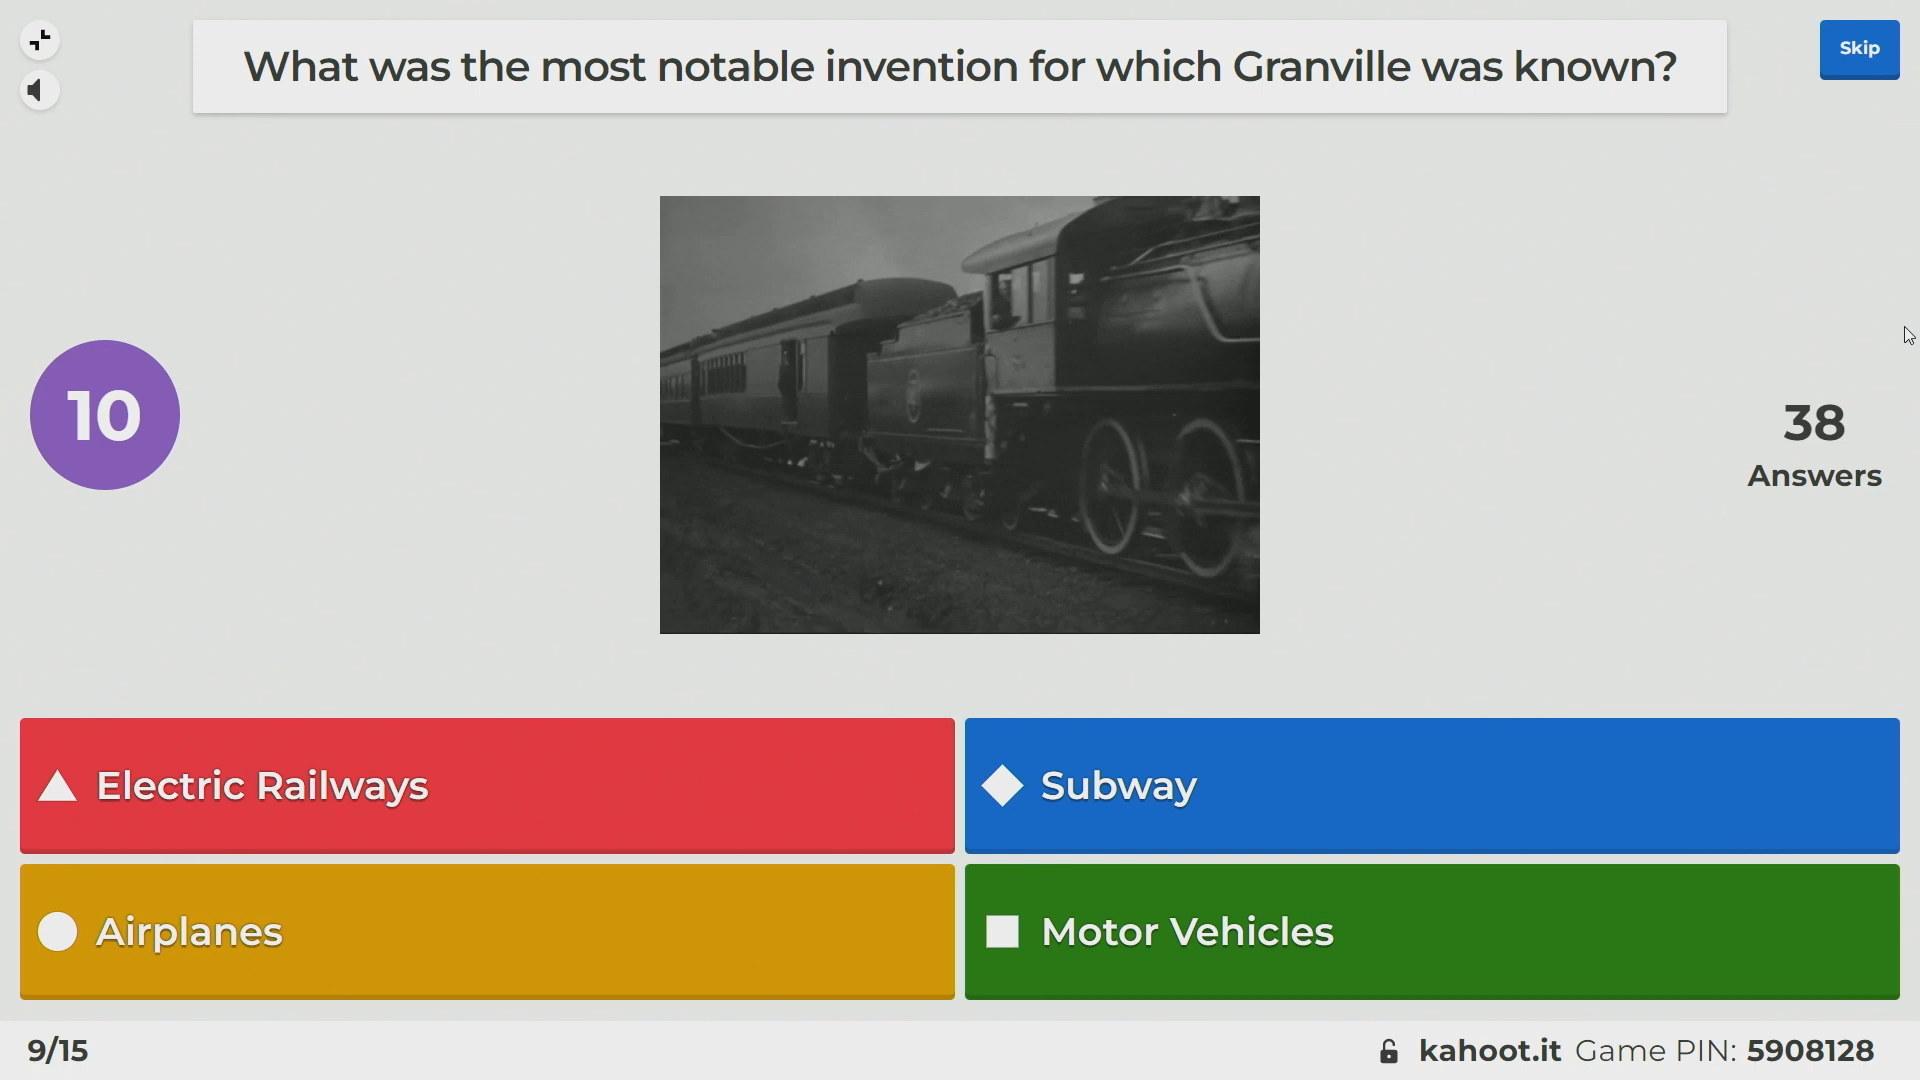 What was the most notable invention for which Granville was known?
Skip
10
38
Answers
Electric Railways
Subway
Airplanes
Motor Vehicles
9/15
kahoot.it Game PIN: 5908128